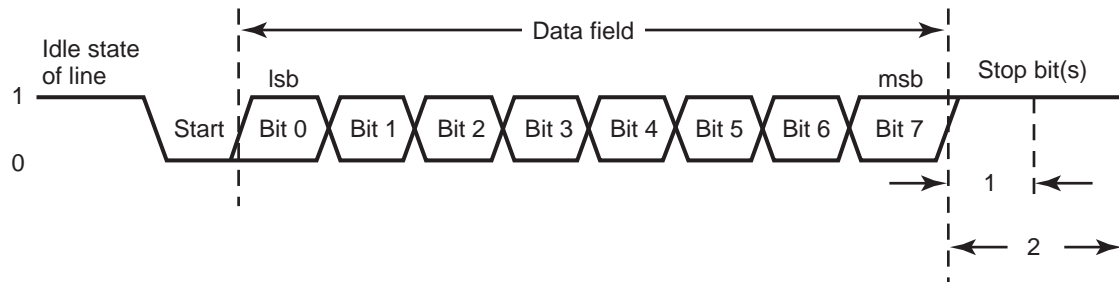 Data field
Idle state
of line
lsb
msb
Stop bit(s)
1
Start
Bit 0
Bit 1
Bit 2
Bit 3
Bit 4
Bit 5
Bit 6
Bit 7
0
1
2